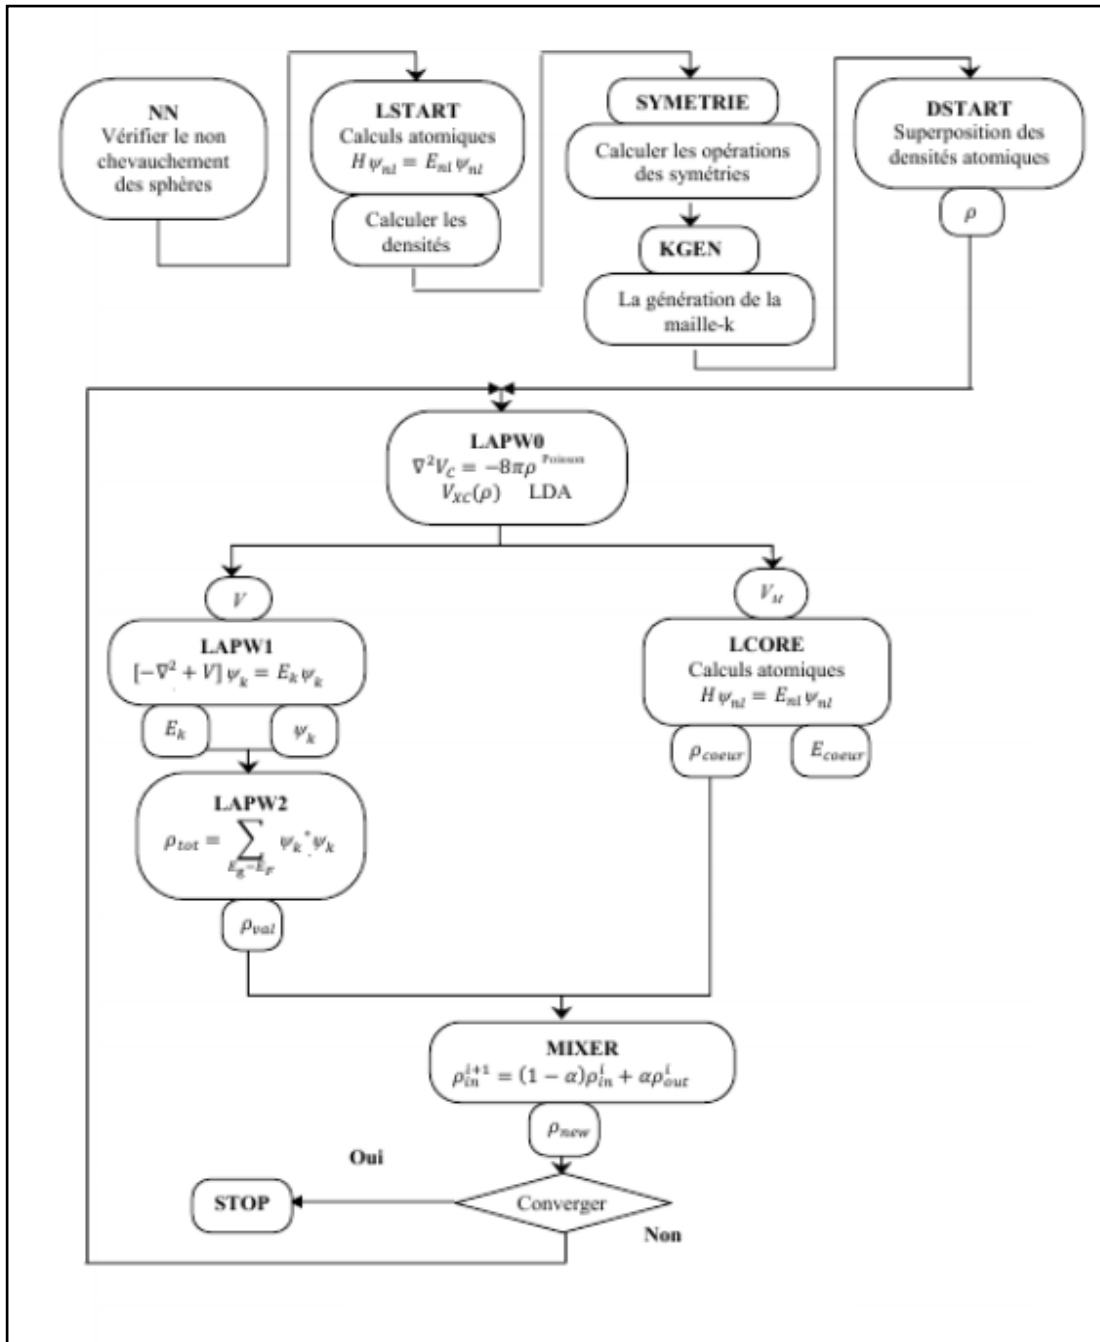 NN
Vérifier le non
chevauchement
des sphères
LSTART
Calculs atomiques
Hψ_nl = E_nl ψ_nl
Calculer les
densités
SYMETRIE
Calculer les opérations
des symétries
KGEN
La génération de la
maille-k
DSTART
Superposition des
densités atomiques
ρ
LAPW0
∇²V_C = −8πρ Poisson
V_XC(ρ) LDA
V
LAPW1
[−∇² + V] ψ_k = E_k ψ_k
E_k ψ_k
LAPW2
ρ_tot = ∑ ψ_k* ψ_k
ρ_val
LCORE
Calculs atomiques
Hψ_nl = E_nl ψ_nl
ρ_coeur E_coeur
MIXER
ρ_in^{i+1} = (1 − α)ρ_in^i + αρ_out^i
ρ_new
Oui
STOP
Converger
Non